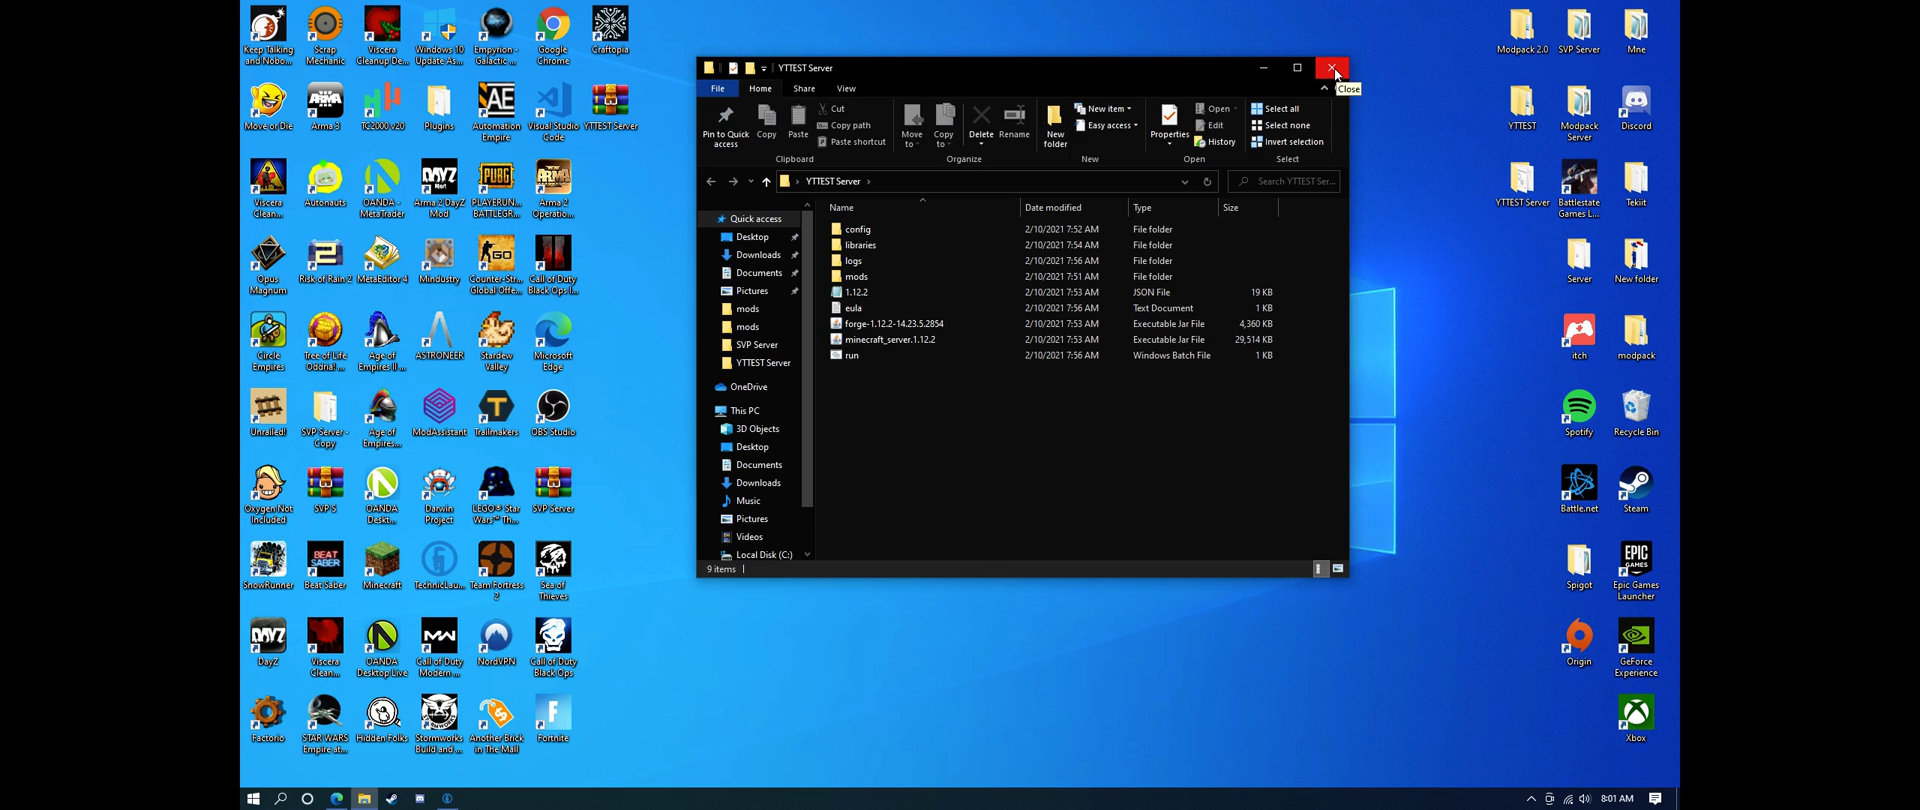 Keep Talking
and Nobo...
Scrap
Mechanic
Viscera
Cleanup De...
Windows 10
Update As...
Empyrion -
Galactic ...
Google
Chrome
Craftopia
Move or Die
Arma 3
TG2000 v20
Plugins
Automation
Empire
Visual Studio
Code
YTTEST Server
Viscera
Clean...
Autonauts
OANDA -
MetaTrader
Arma 2 DayZ
Mod
PLAYERUN...
BATTLEGR...
Arma 2
Operatio...
Opus
Magnum
Risk of Rain 2
MetaEditor 4
Mindustry
Counter-Str...
Global Offe...
Call of Duty
Black Ops I...
Circle
Empires
Tree of Life
Oddria! ...
Age of
Empires II ...
ASTRONEER
Stardew
Valley
Microsoft
Edge
Unrailed!
SVP Server -
Copy
Age of
Empires...
ModAssistant
Trailmakers
OBS Studio
Oxygen Not
Included
SVP S
OANDA
Deskt...
Darwin
Project
LEGO® Star
Wars™ Th...
SVP Server
SnowRunner
Beat Saber
Minecraft
TechnicLau...
Team Fortress
2
Sea of
Thieves
DayZ
Viscera
Clean...
OANDA
Desktop Live
Call of Duty
Modern ...
NordVPN
Call of Duty
Black Ops
Factorio
STAR WARS
Empire at...
Hidden Folks
Stormworks
Build and ...
Another Brick
in The Mall
Fortnite
YTTEST Server
Close
File
Home
Share
View
Pin to Quick
access
Copy
Paste
Cut
Copy path
Paste shortcut
Clipboard
Move
to
Copy
to
Delete
Rename
Organize
New
folder
New item
Easy access
New
Properties
Open
Edit
History
Open
Select all
Select none
Invert selection
Select
YTTEST Server
Search YTTEST Ser...
Name Date modified Type Size
config 2/10/2021 7:52 AM File folder
libraries 2/10/2021 7:54 AM File folder
logs 2/10/2021 7:56 AM File folder
mods 2/10/2021 7:51 AM File folder
1.12.2 2/10/2021 7:53 AM JSON File 19 KB
eula 2/10/2021 7:56 AM Text Document 1 KB
forge-1.12.2-14.23.5.2854 2/10/2021 7:53 AM Executable Jar File 4,360 KB
minecraft_server.1.12.2 2/10/2021 7:53 AM Executable Jar File 29,514 KB
run 2/10/2021 7:56 AM Windows Batch File 1 KB
Quick access
Desktop
Downloads
Documents
Pictures
mods
mods
SVP Server
YTTEST Server
OneDrive
This PC
3D Objects
Desktop
Documents
Downloads
Music
Pictures
Videos
Local Disk (C:)
9 items
Modpack 2.0
SVP Server
Mne
YTTEST
Modpack
Server
Discord
YTTEST Server
Battlestate
Games L...
Tekiit
Server
New folder
itch
modpack
Spotify
Recycle Bin
Battle.net
Steam
Spigot
Epic Games
Launcher
Origin
GeForce
Experience
Xbox
8:01 AM